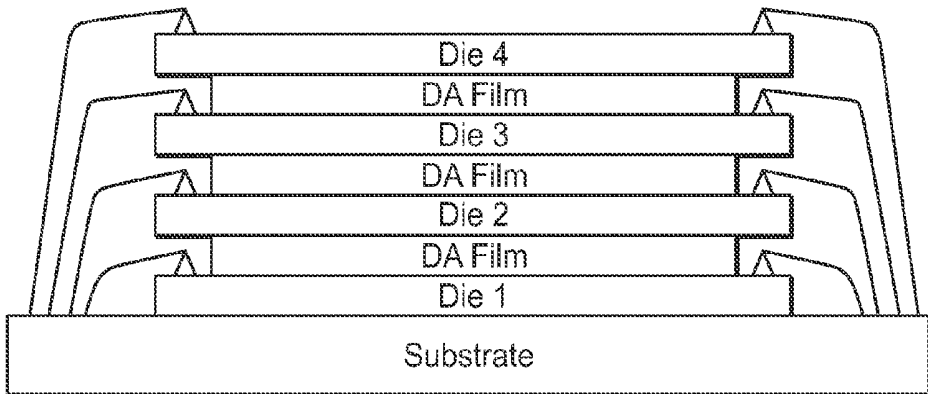 Die 4
DA Film
Die 3
DA Film
Die 2
DA Film
Die 1
Substrate